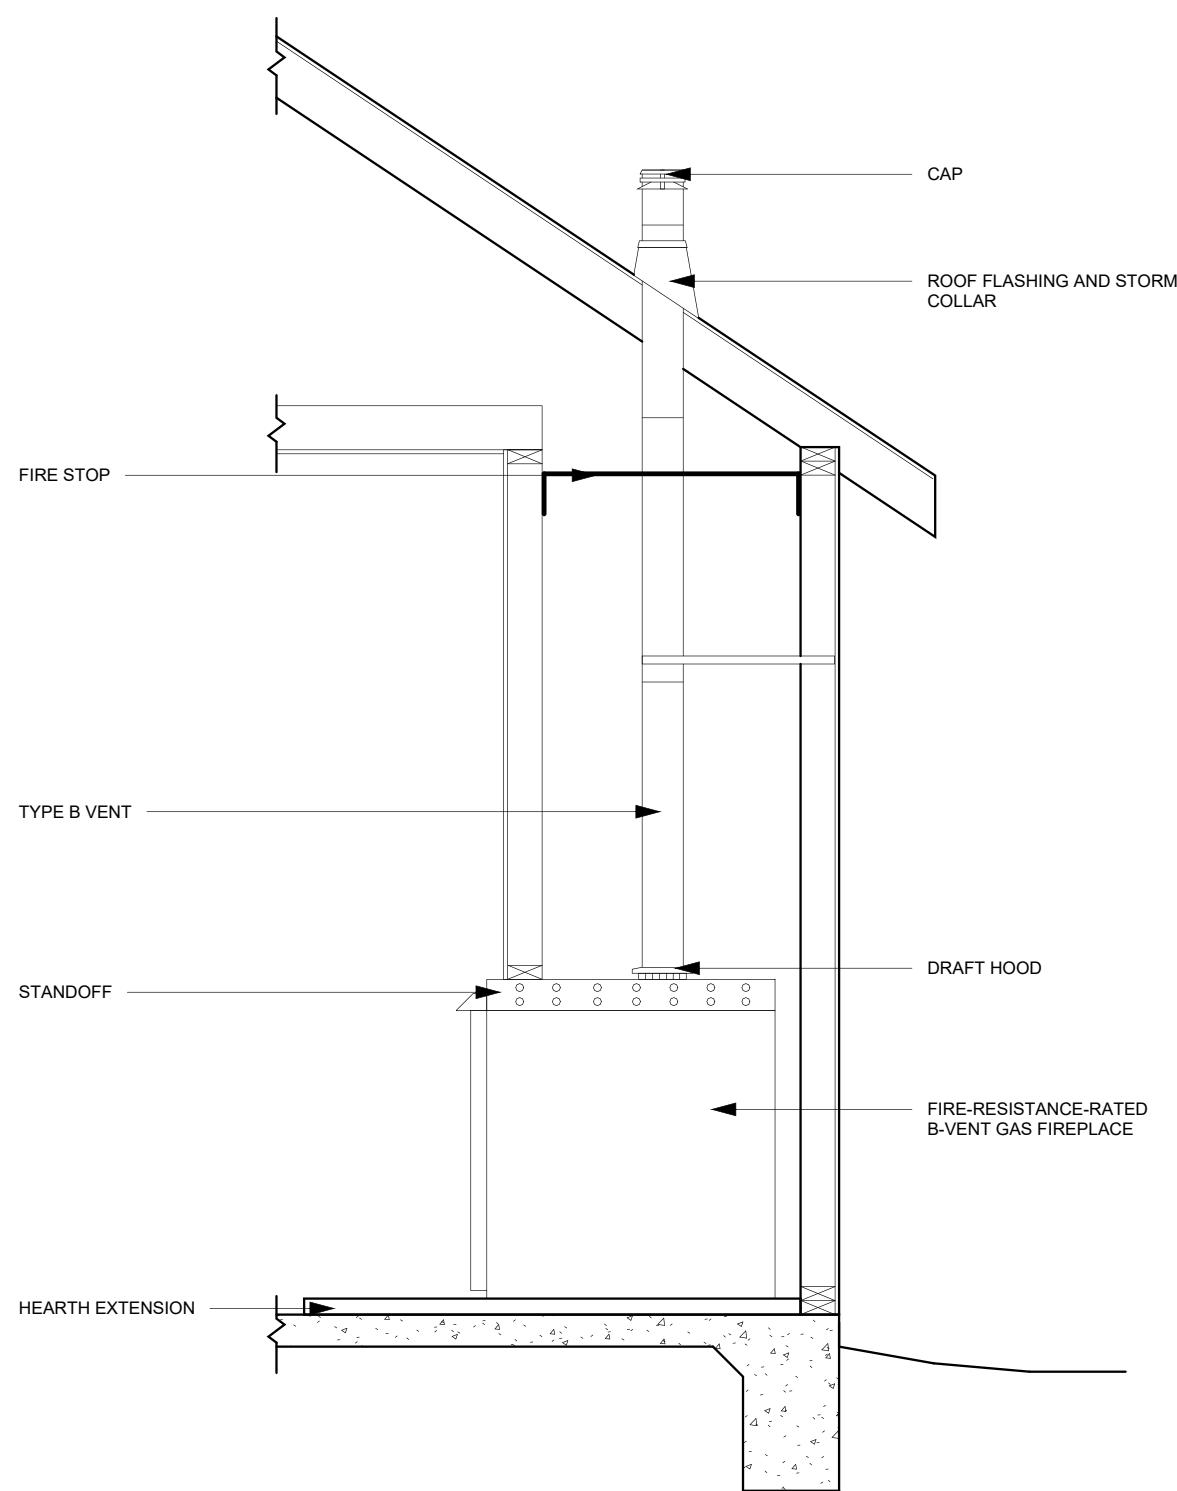 CAP
ROOF FLASHING AND STORM
COLLAR
FIRE STOP
TYPE B VENT
DRAFT HOOD
STANDOFF
FIRE-RESISTANCE-RATED
B-VENT GAS FIREPLACE
HEARTH EXTENSION